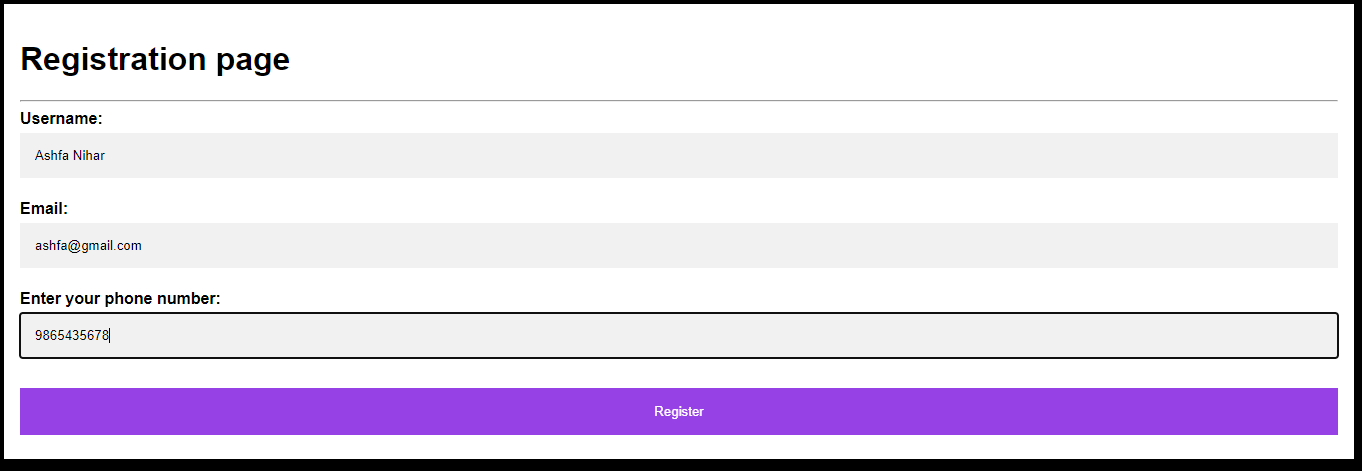 Registration page
Username:
Ashfa Nihar
Email:
ashfa@gmail.com
Enter your phone number:
9865435678
Register